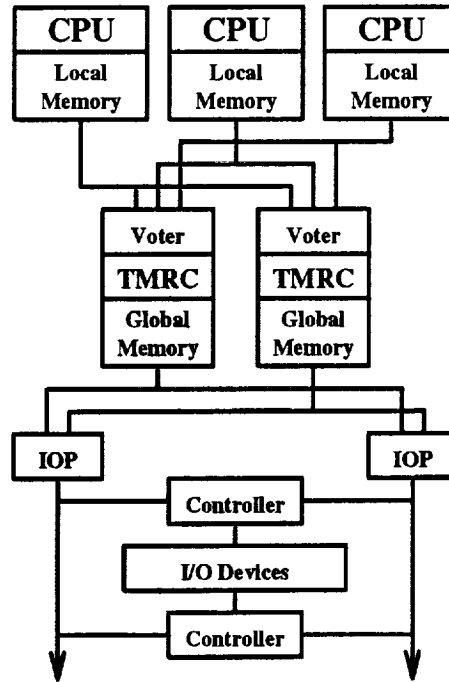 CPU CPU CPU
Local Memory Local Memory Local Memory
Voter Voter
TMRC TMRC
Global Memory Global Memory
IOP IOP
Controller
I/O Devices
Controller